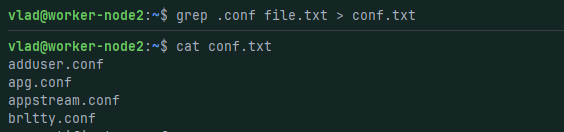 vlad@worker-node2:~$ grep .conf file.txt > conf.txt
vlad@worker-node2:~$ cat conf.txt
adduser.conf
apg.conf
appstream.conf
brltty.conf